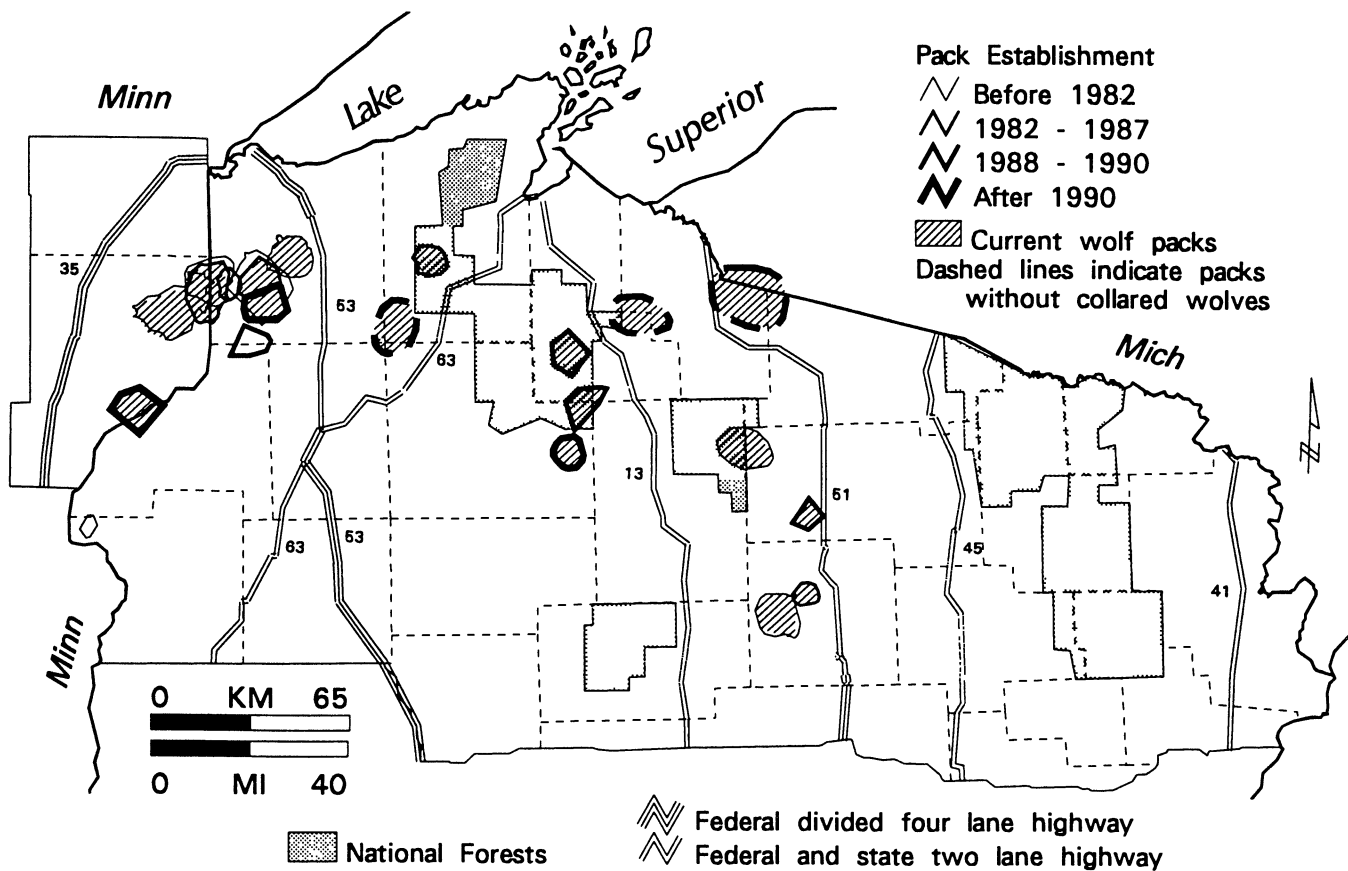 Pack Establishment
Before 1982
1982 - 1987
1988 - 1990
After 1990
Current wolf packs
Dashed lines indicate packs
without collared wolves
Minn
Lake
Superior
Mich
35
53
63
13
51
45
41
63
53
Minn
0 KM 65
0 MI 40
National Forests
Federal divided four lane highway
Federal and state two lane highway
N